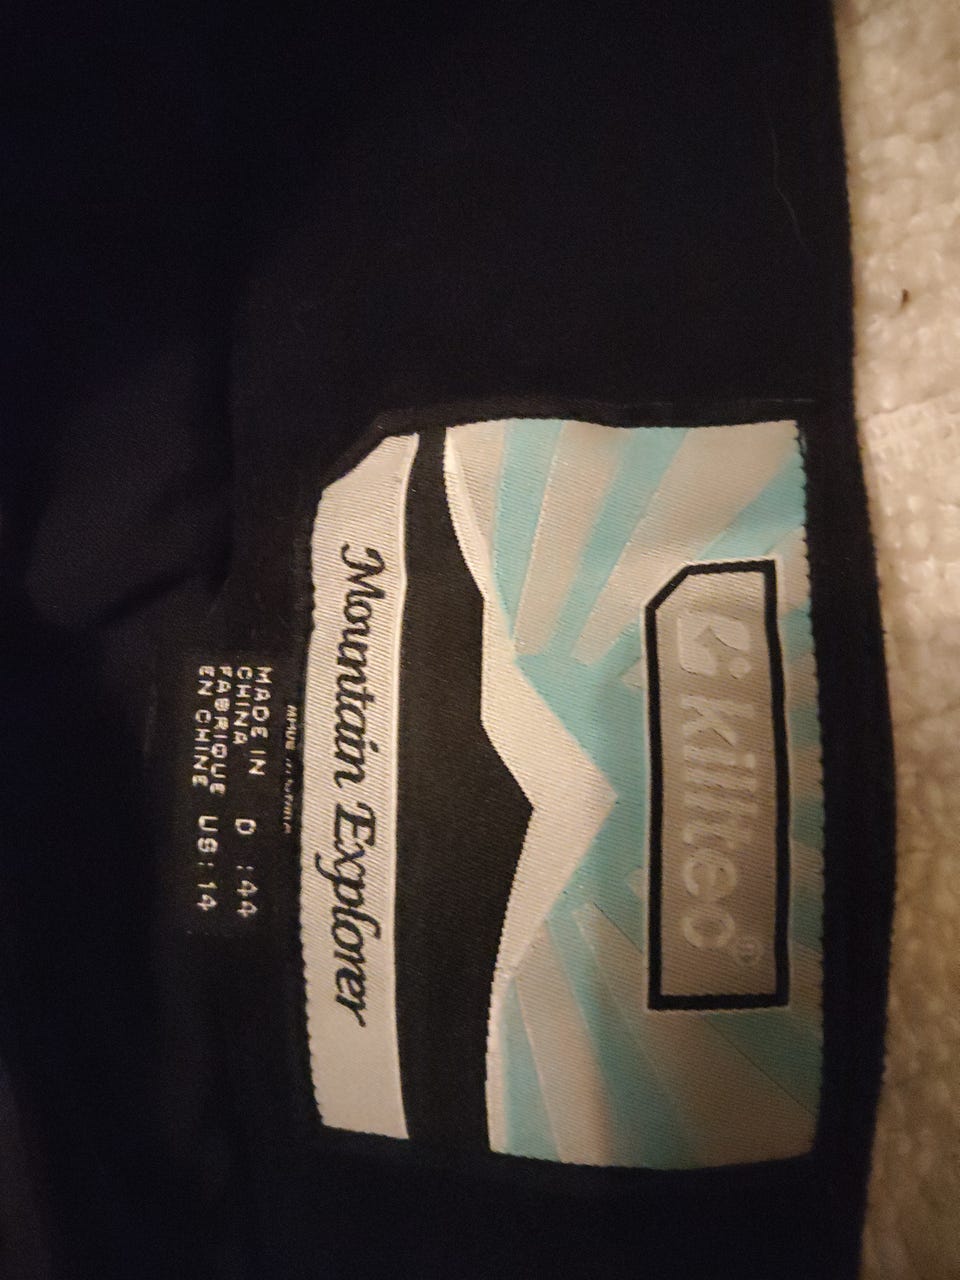 killtec®
Mountain Explorer
MADE IN
CHINA D :44
FABRIQUE
EN CHINE US:14